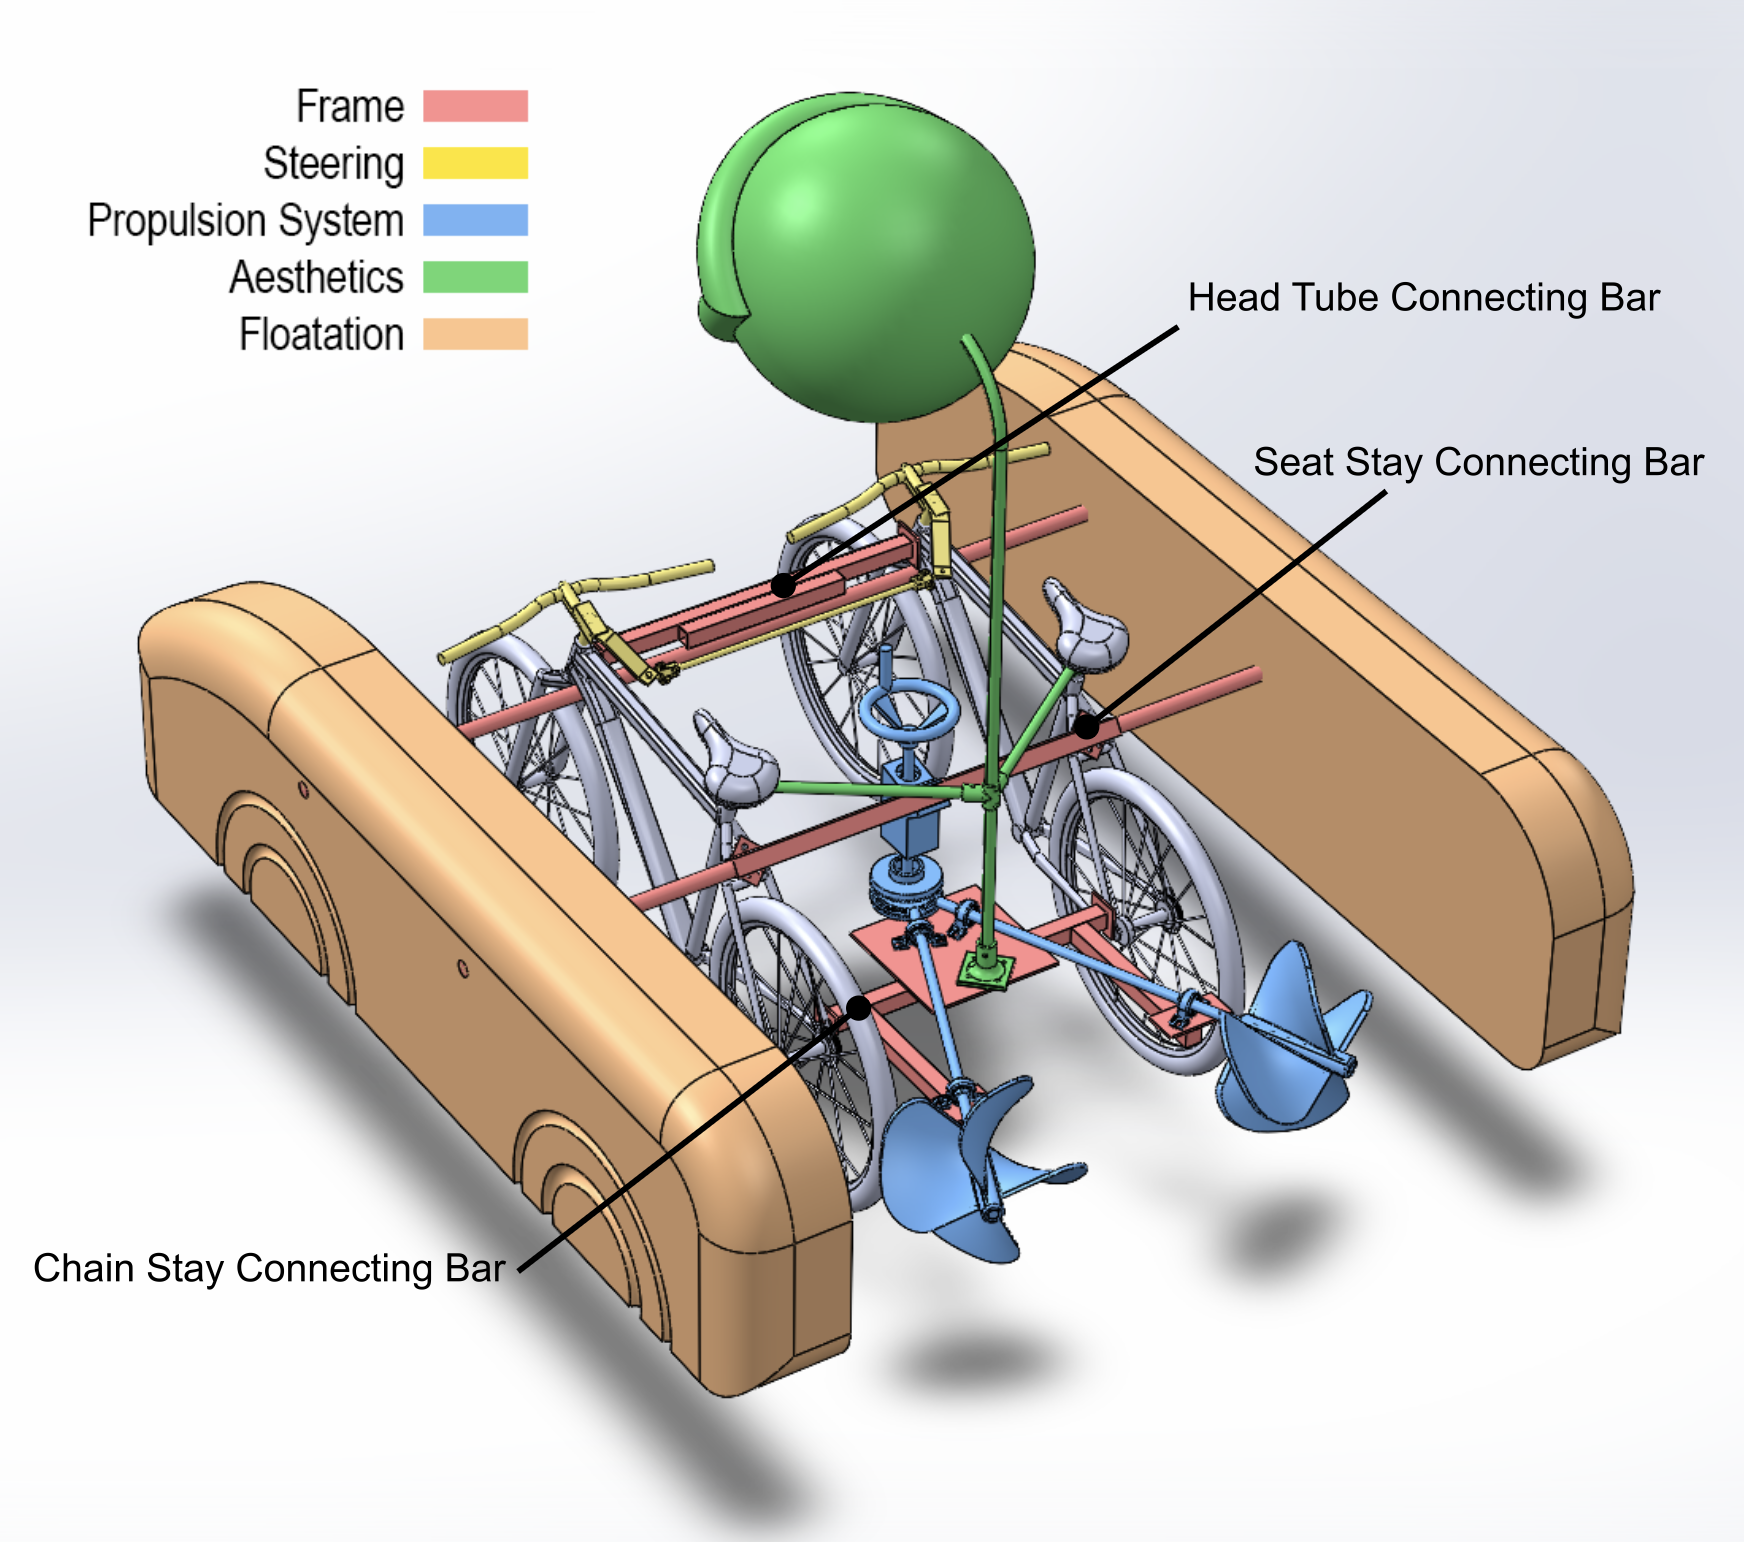 Frame
Steering
Propulsion System
Aesthetics
Floatation
Head Tube Connecting Bar
Seat Stay Connecting Bar
Chain Stay Connecting Bar